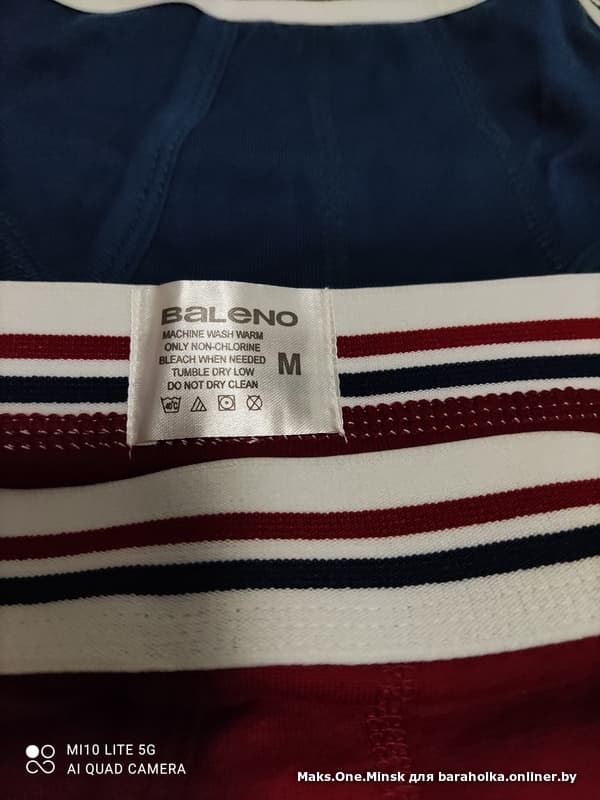 BaLeNO
MACHINE WASH WARM
ONLY NON-CHLORINE
BLEACH WHEN NEEDED
TUMBLE DRY LOW
DO NOT DRY CLEAN
M
40°C
MI10 LITE 5G
AI QUAD CAMERA
Maks.One.Minsk для baraholka.onliner.by